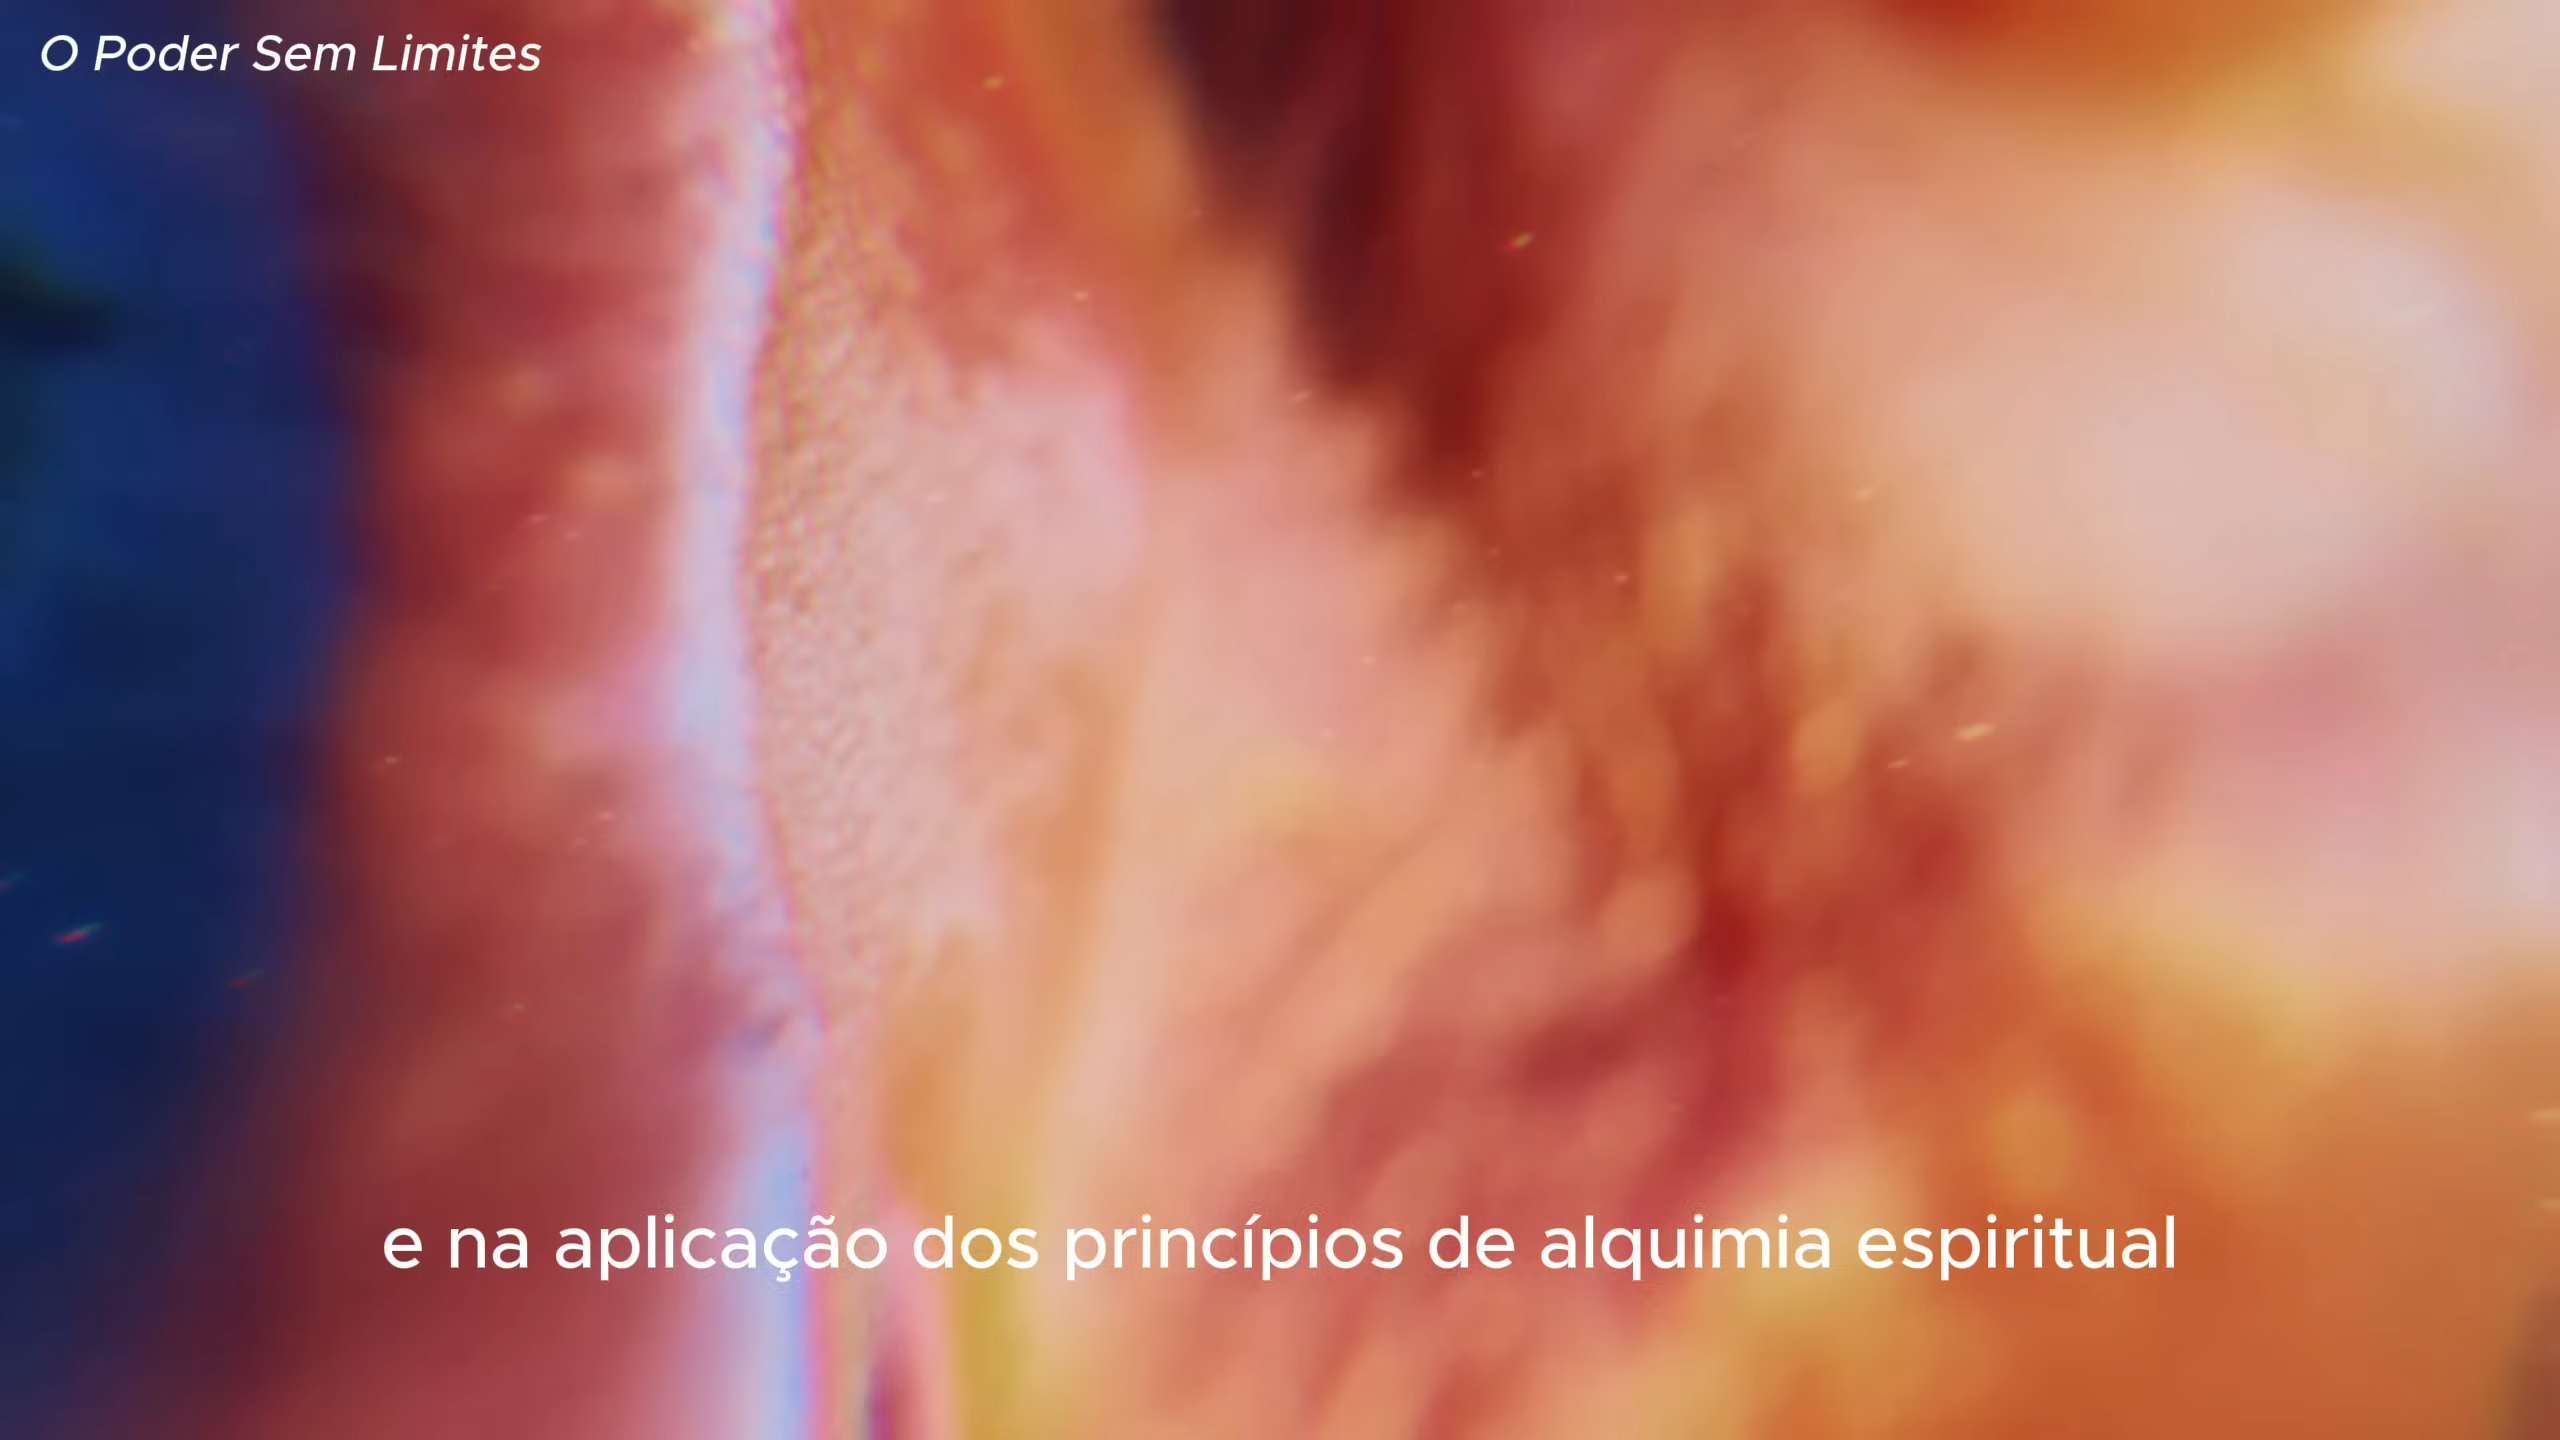 O Poder Sem Limites
e na aplicação dos princípios de alquimia espiritual